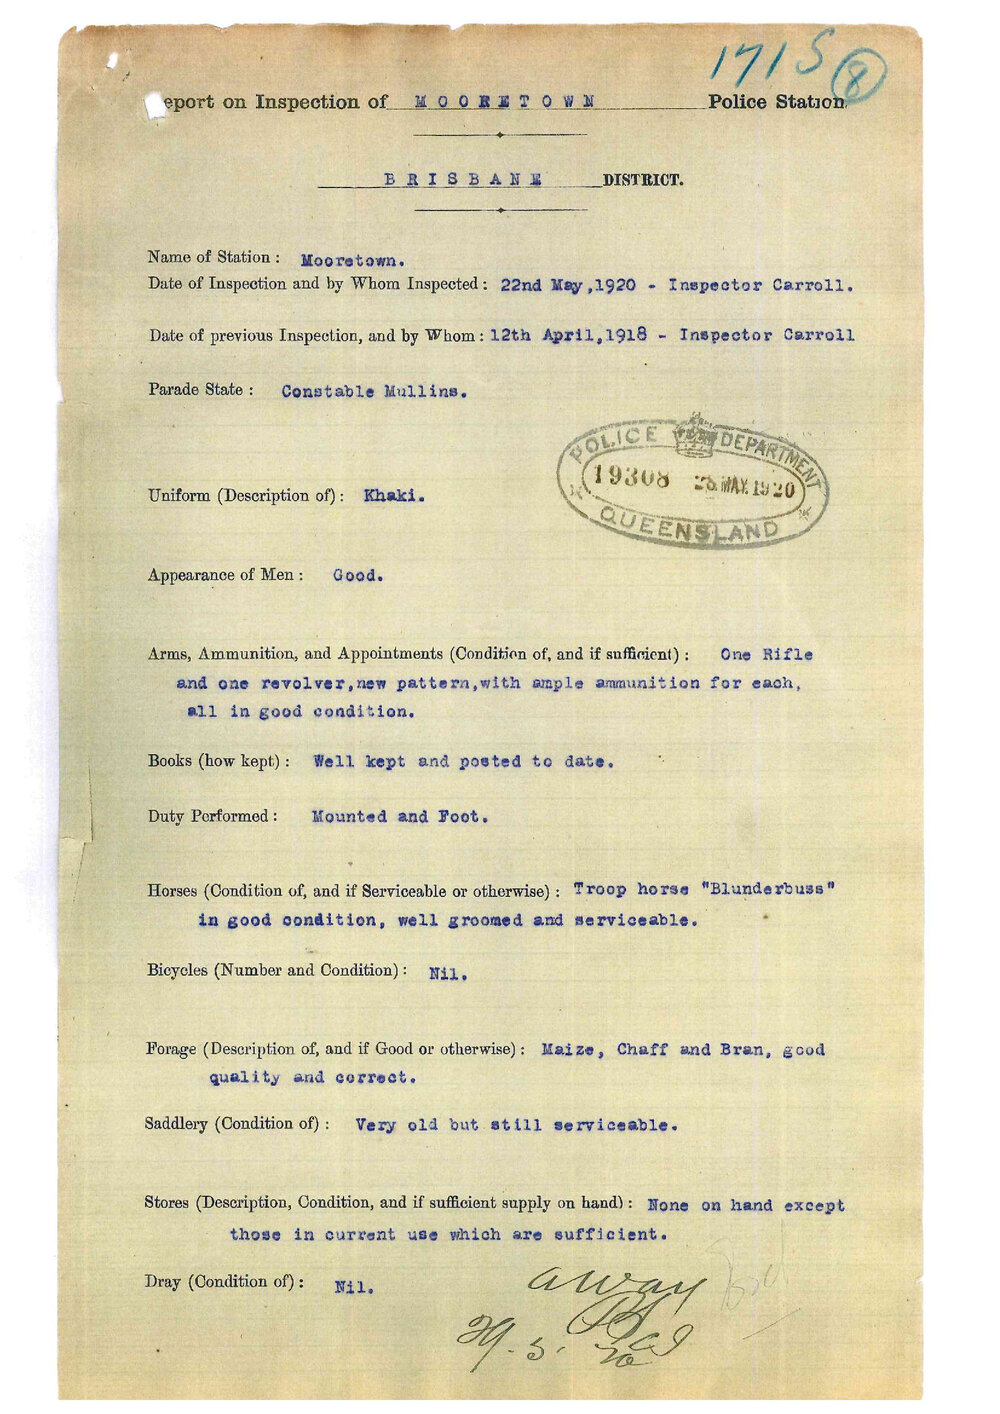 171S 8
eport on Inspection of MOORETOWN Police Station.
BRISBANE DISTRICT.
Name of Station : Mooretown.
Date of Inspection and by Whom Inspected : 22nd May,1920 - Inspector Carroll.
Date of previous Inspection, and by Whom : 12th April,1918 - Inspector Carroll
Parade State : Constable Mullins.
POLICE DEPARTMENT
19308 28 MAY.1920
QUEENSLAND
Uniform (Description of) : Khaki.
Appearance of Men : Good.
Arms, Ammunition, and Appointments (Condition of, and if sufficient) : One Rifle
and one revolver,new pattern,with ample ammunition for each,
all in good condition.
Books (how kept) : Well kept and posted to date.
Duty Performed : Mounted and Foot.
Horses (Condition of, and if Serviceable or otherwise) : Troop horse "Blunderbuss"
in good condition, well groomed and serviceable.
Bicycles (Number and Condition) : Nil.
Forage (Description of, and if Good or otherwise) : Maize, Chaff and Bran, good
quality and correct.
Saddlery (Condition of) : Very old but still serviceable.
Stores (Description, Condition, and if sufficient supply on hand) : None on hand except
those in current use which are sufficient.
Dray (Condition of) : Nil.
away
29.5.20